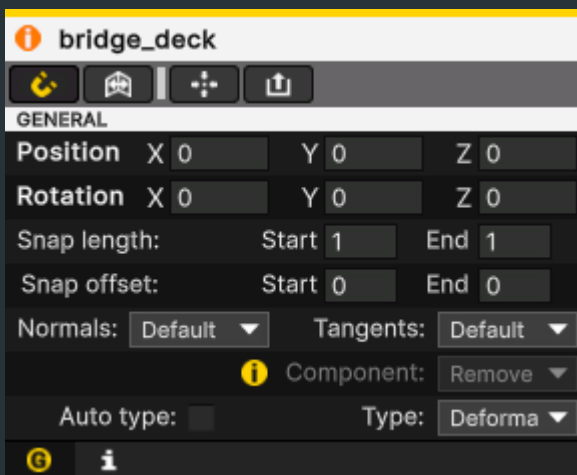 bridge_deck
GENERAL
Position X 0 Y 0 Z 0
Rotation X 0 Y 0 Z 0
Snap length: Start 1 End 1
Snap offset: Start 0 End 0
Normals: Default Tangents: Default
Component: Remove
Auto type: Type: Deforma
G i